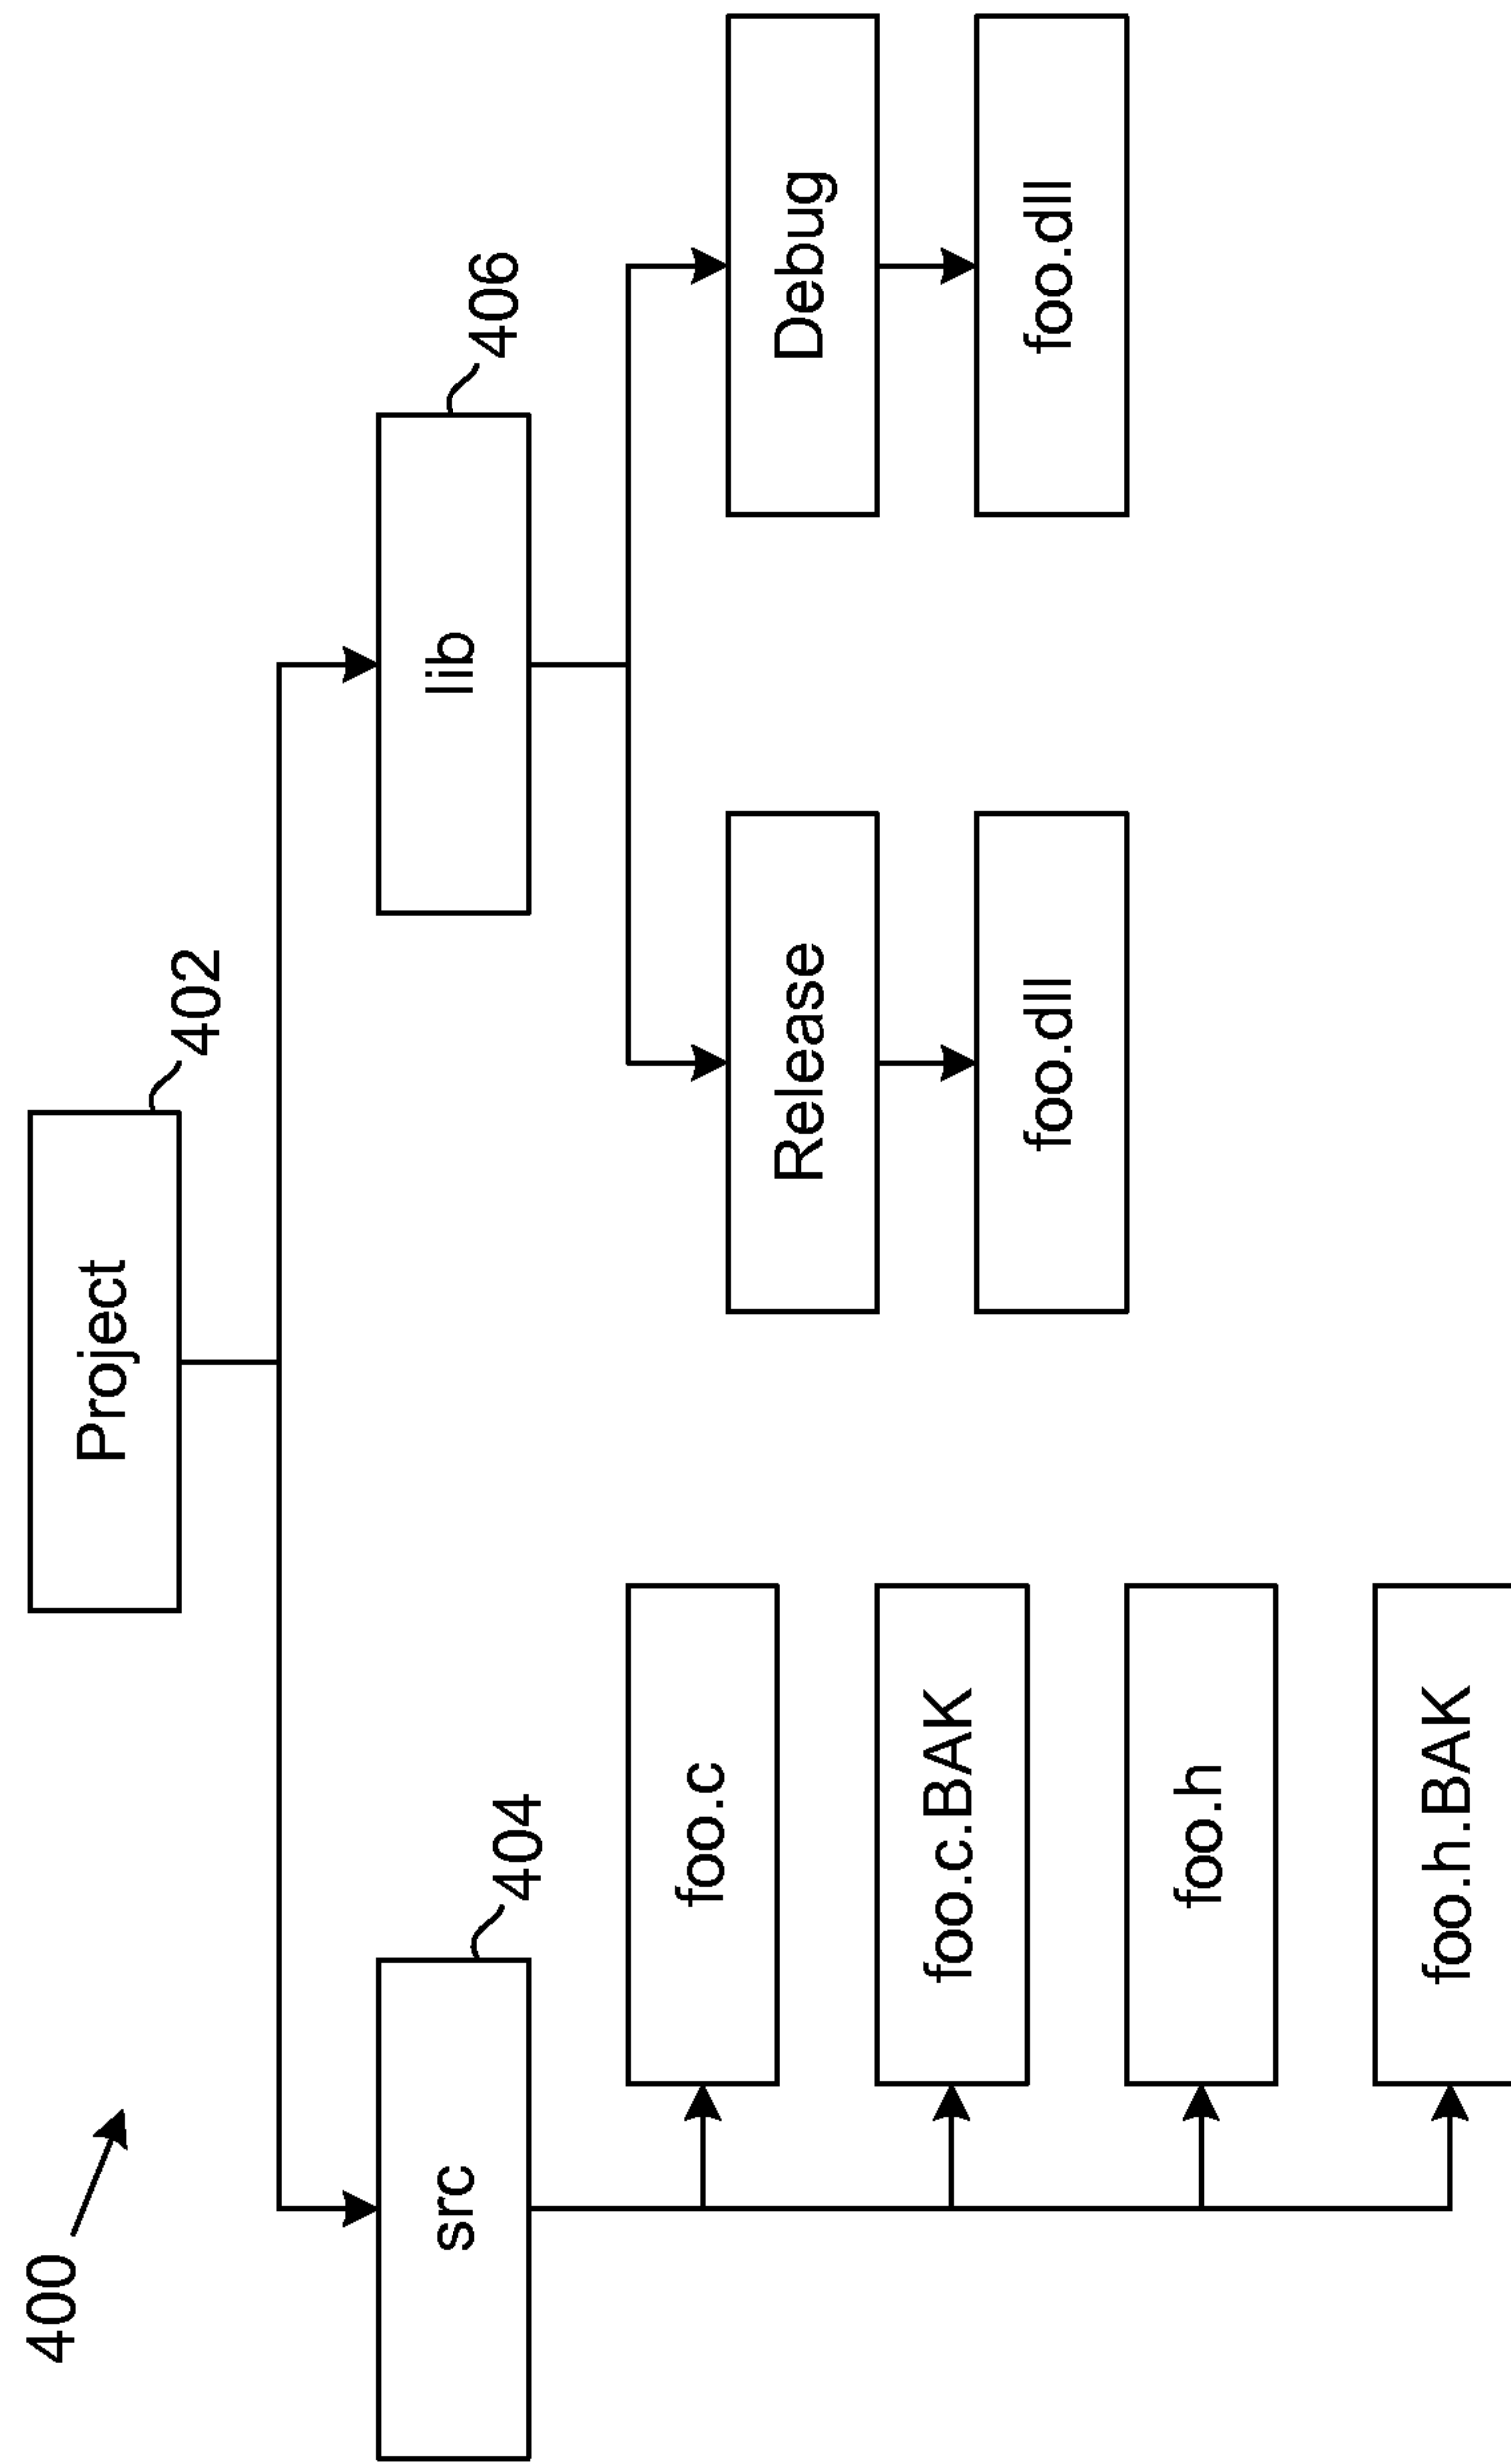 400
Project
402
src
404
lib
406
foo.c
foo.c.BAK
foo.h
foo.h.BAK
Release
Debug
foo.dll
foo.dll